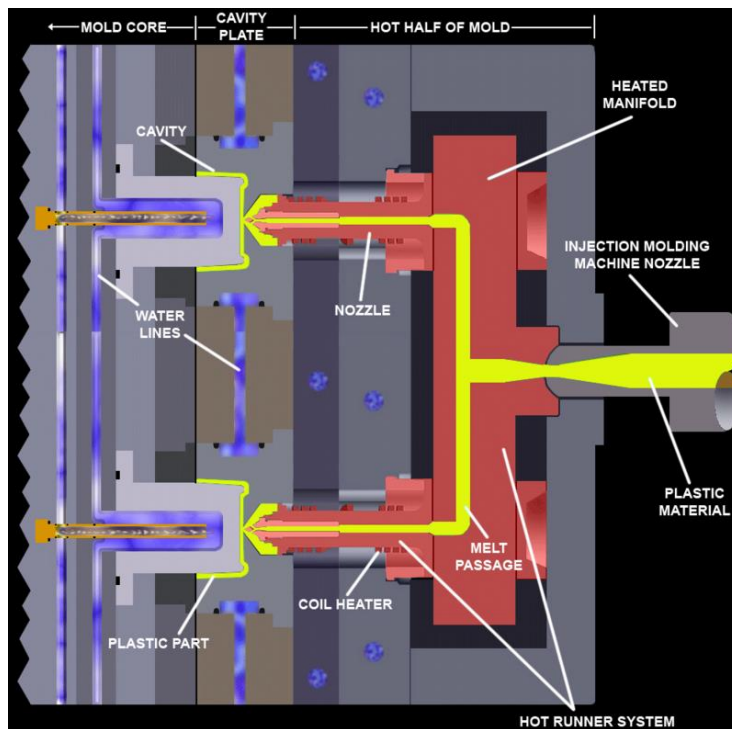 MOLD CORE
CAVITY
PLATE
HOT HALF OF MOLD
HEATED
MANIFOLD
CAVITY
INJECTION MOLDING
MACHINE NOZZLE
WATER
LINES
NOZZLE
PLASTIC
MATERIAL
MELT
PASSAGE
COIL HEATER
PLASTIC PART
HOT RUNNER SYSTEM